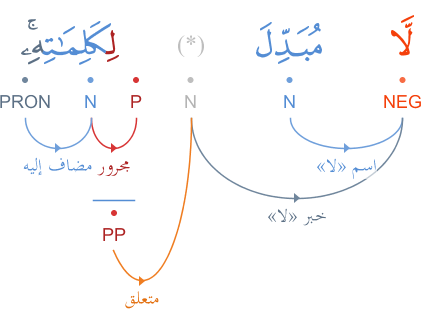 لَّا مُبَدِّلَ (*) لِكَلِمَـٰتِهِۦ ۚ
NEG N N P N PRON
اسم «لا» مجرور مضاف إليه
خبر «لا»
PP
متعلق